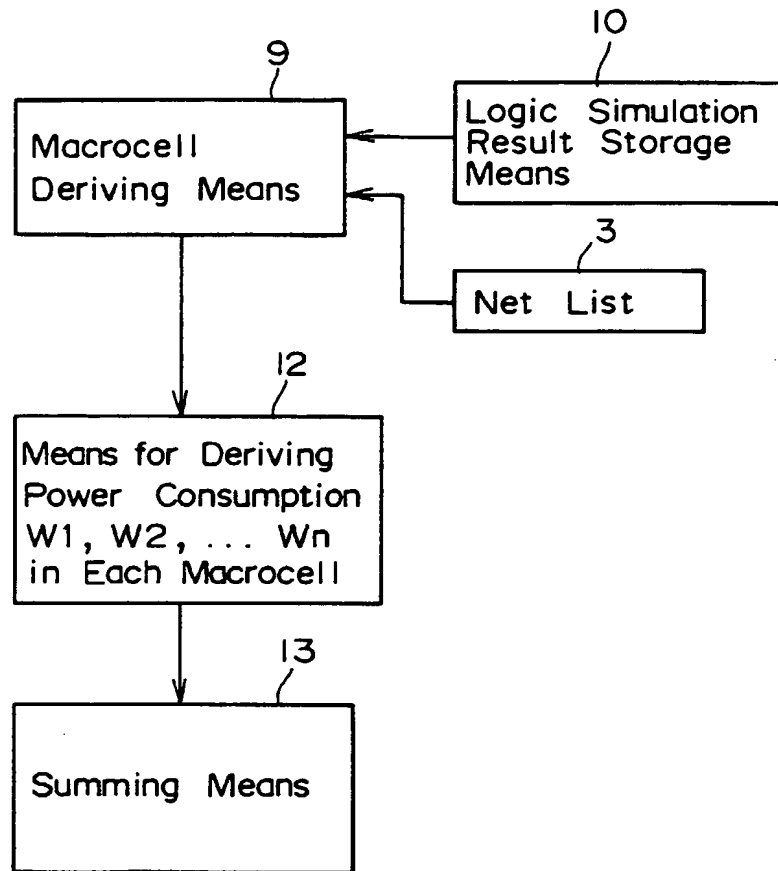 9
Macrocell
Deriving Means
10
Logic Simulation
Result Storage
Means
3
Net List
12
Means for Deriving
Power Consumption
W1, W2, ... Wn
in Each Macrocell
13
Summing Means